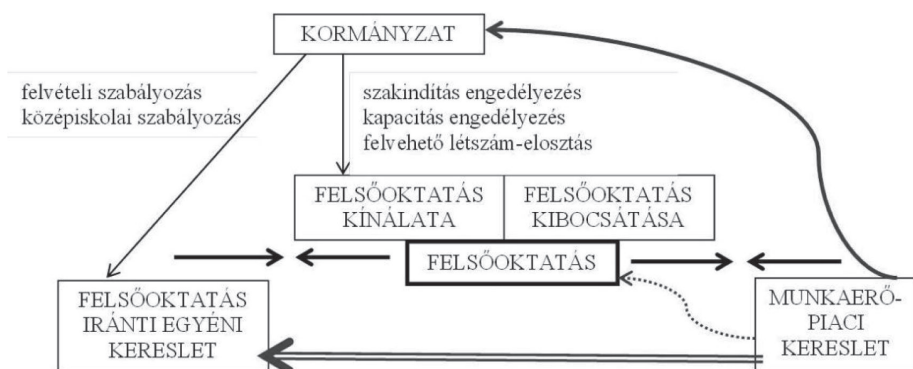 KORMÁNYZAT
felvételi szabályozás
középiskolai szabályozás
szakindítás engedélyezés
kapacitás engedélyezés
felvehető létszám-elosztás
FELSŐOKTATÁS
KÍNÁLATA
FELSŐOKTATÁS
KIBOCSÁTÁSA
FELSŐOKTATÁS
FELSŐOKTATÁS
IRÁNTI EGYÉNI
KERESLET
MUNKAERŐ-
PIACI
KERESLET